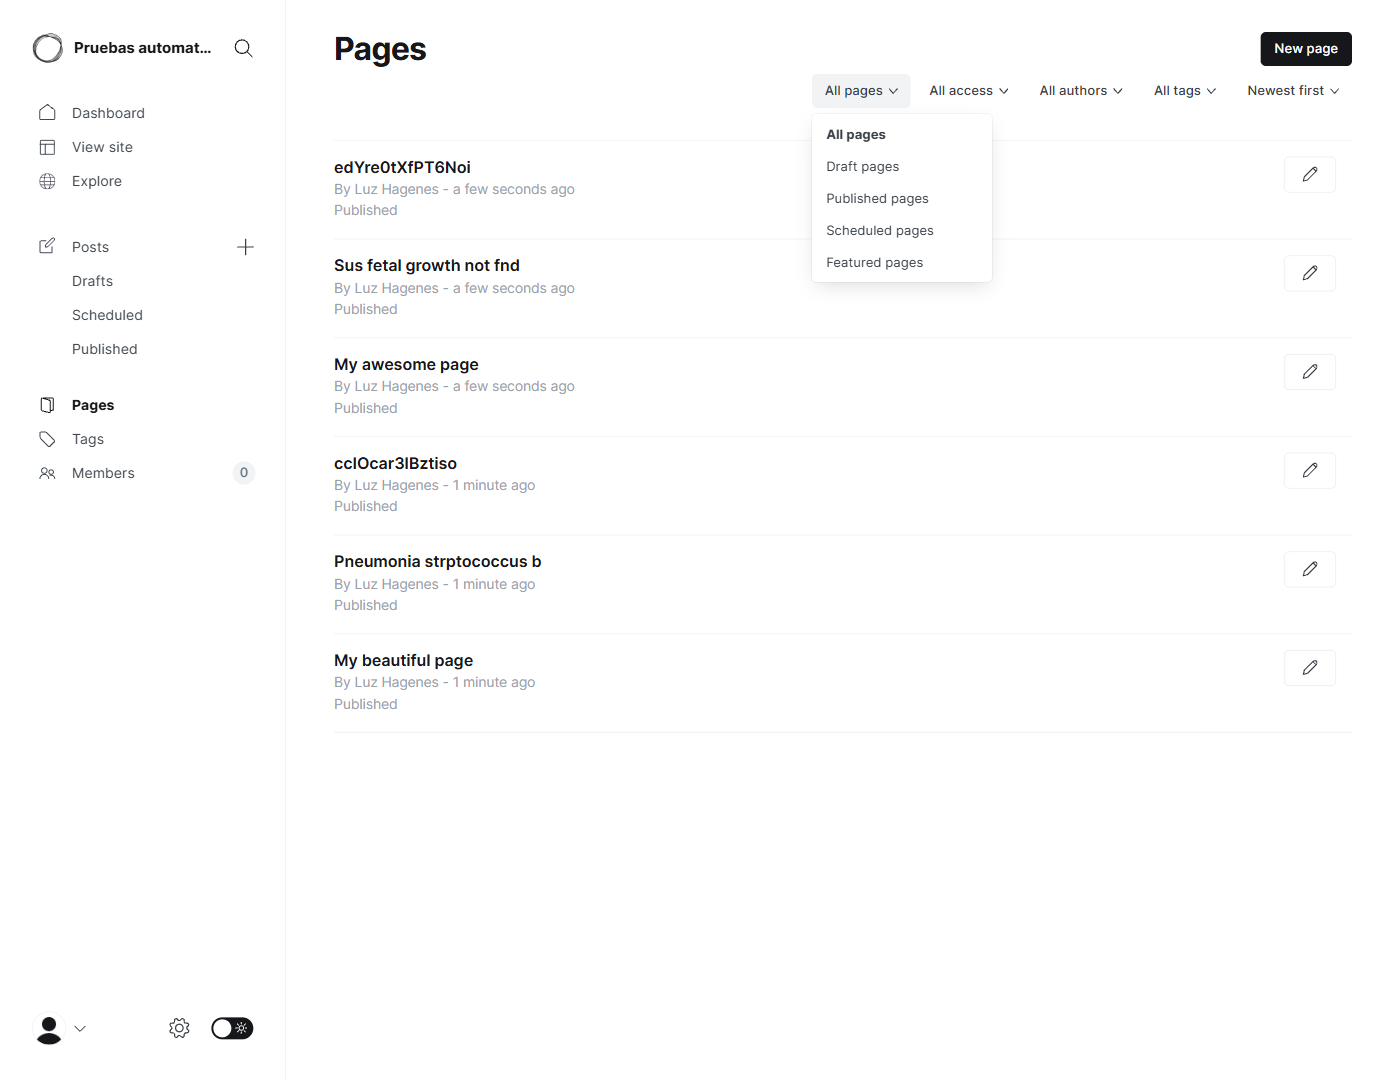 Pruebas automat...
Dashboard
View site
Explore
Posts
Drafts
Scheduled
Published
Pages
Tags
Members
0
Pages
New page
All pages
All access
All authors
All tags
Newest first
All pages
Draft pages
Published pages
Scheduled pages
Featured pages
edYre0tXfPT6Noi
By Luz Hagenes - a few seconds ago
Published
Sus fetal growth not fnd
By Luz Hagenes - a few seconds ago
Published
My awesome page
By Luz Hagenes - a few seconds ago
Published
By Luz Hagenes - 1 minute ago
Published
Pneumonia strptococcus b
By Luz Hagenes - 1 minute ago
Published
My beautiful page
By Luz Hagenes - 1 minute ago
Published